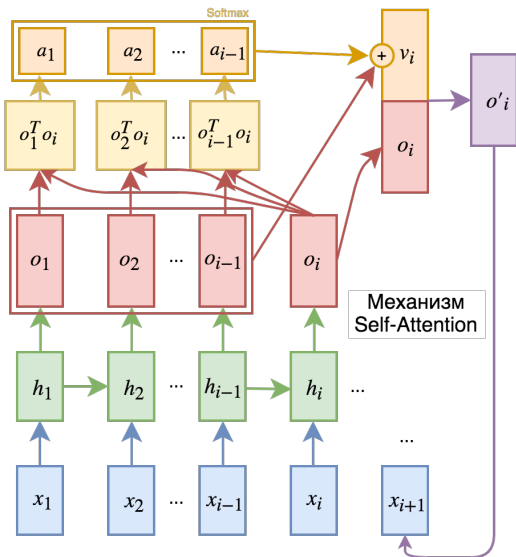 Softmax
a₁ a₂ ... aᵢ₋₁ + vᵢ
o₁ᵀoᵢ o₂ᵀoᵢ ... oᵢ₋₁ᵀoᵢ oᵢ o'ᵢ
o₁ o₂ ... oᵢ₋₁ oᵢ
Механизм
Self-Attention
h₁ h₂ ... hᵢ₋₁ hᵢ ...
...
x₁ x₂ ... xᵢ₋₁ xᵢ xᵢ₊₁